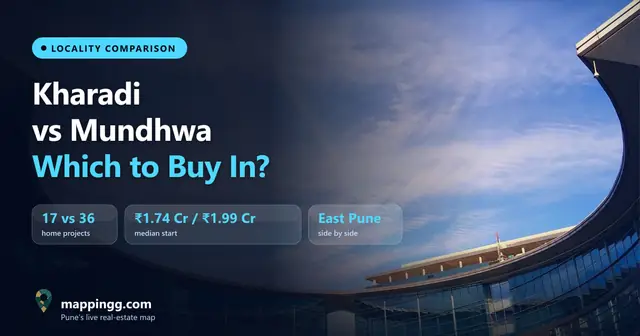 LOCALITY COMPARISON
Kharadi
vs Mundhwa
Which to Buy In?
17 vs 36
home projects
₹1.74 Cr / ₹1.99 Cr
median start
East Pune
side by side
mappingg.com
Pune's live real-estate map